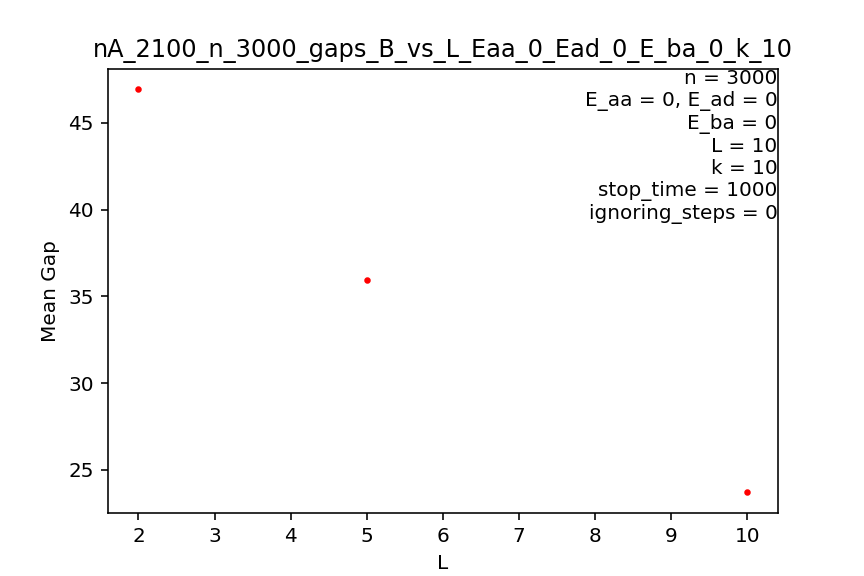 nA_2100_n_3000_gaps_B_vs_L_Eaa_0_Ead_0_E_ba_0_k_10
n = 3000
E_aa = 0, E_ad = 0
E_ba = 0
L = 10
k = 10
stop_time = 1000
ignoring_steps = 0
Mean Gap
45
40
35
30
25
2 3 4 5 6 7 8 9 10
L